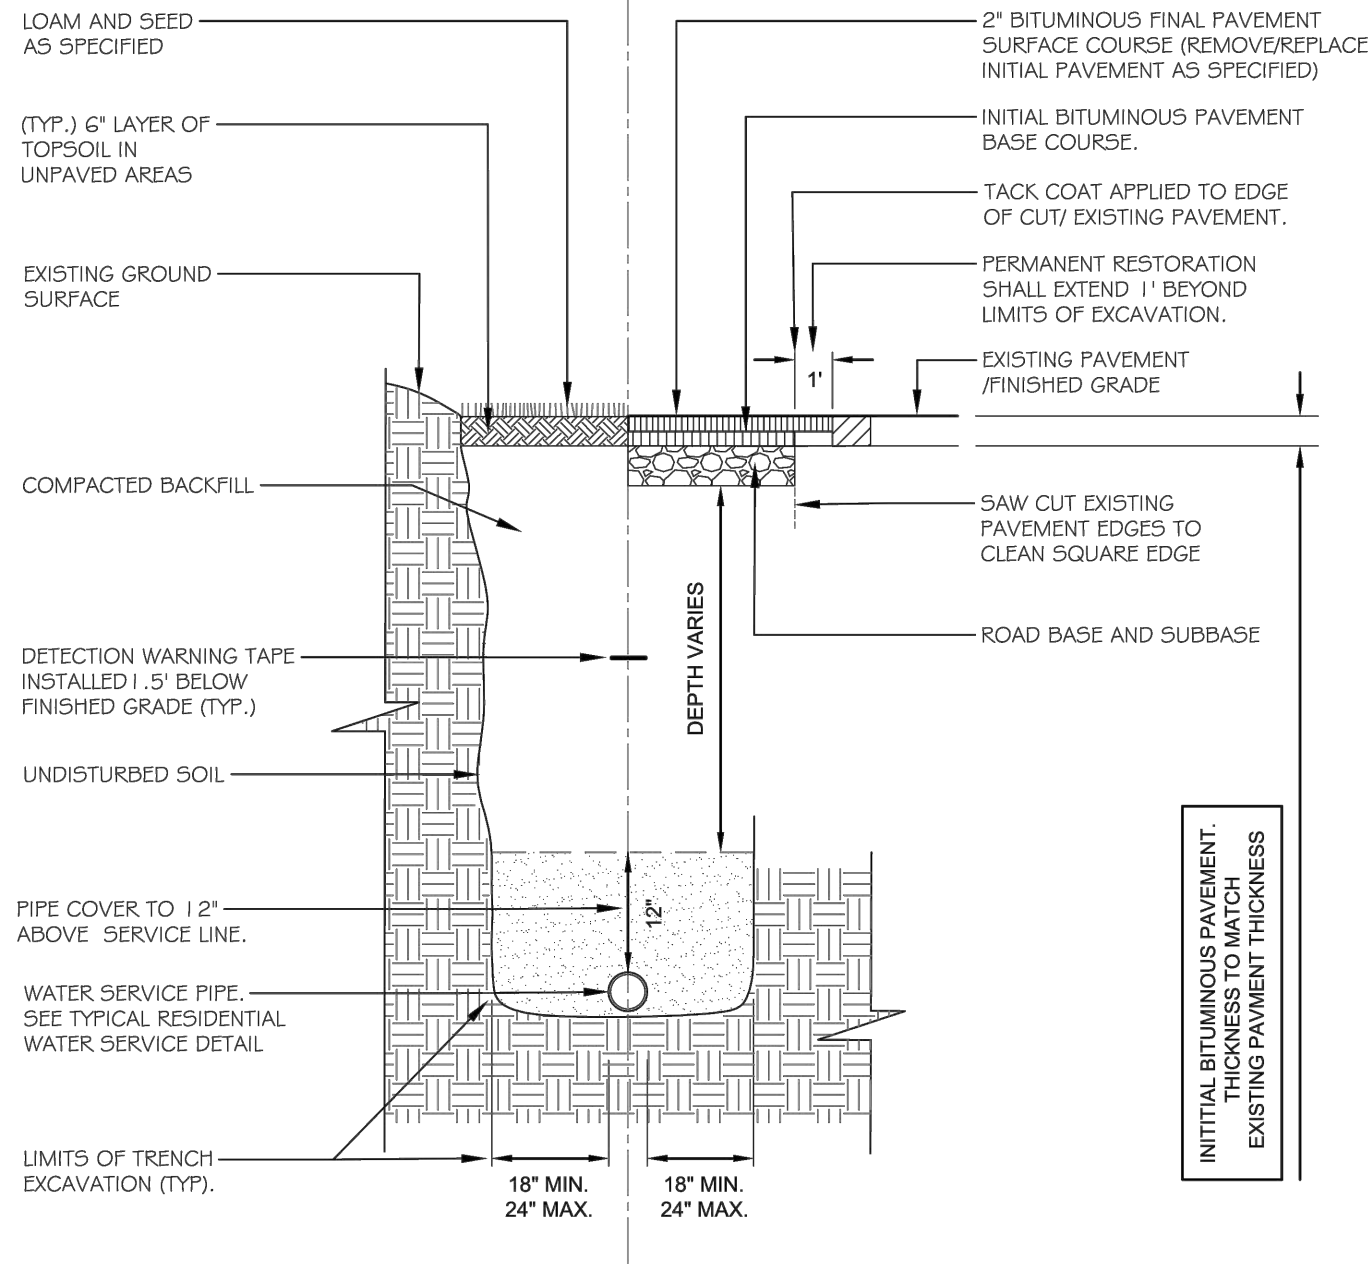 LOAM AND SEED
AS SPECIFIED
(TYP.) 6" LAYER OF
TOPSOIL IN
UNPAVED AREAS
EXISTING GROUND
SURFACE
COMPACTED BACKFILL
DETECTION WARNING TAPE
INSTALLED 1.5' BELOW
FINISHED GRADE (TYP.)
UNDISTURBED SOIL
PIPE COVER TO 12"
ABOVE SERVICE LINE.
WATER SERVICE PIPE.
SEE TYPICAL RESIDENTIAL
WATER SERVICE DETAIL
LIMITS OF TRENCH
EXCAVATION (TYP).
2" BITUMINOUS FINAL PAVEMENT
SURFACE COURSE (REMOVE/REPLACE
INITIAL PAVEMENT AS SPECIFIED)
INITIAL BITUMINOUS PAVEMENT
BASE COURSE.
TACK COAT APPLIED TO EDGE
OF CUT/ EXISTING PAVEMENT.
PERMANENT RESTORATION
SHALL EXTEND 1' BEYOND
LIMITS OF EXCAVATION.
1'
EXISTING PAVEMENT
/FINISHED GRADE
SAW CUT EXISTING
PAVEMENT EDGES TO
CLEAN SQUARE EDGE
ROAD BASE AND SUBBASE
DEPTH VARIES
12"
18" MIN.
24" MAX.
18" MIN.
24" MAX.
INITITIAL BITUMINOUS PAVEMENT.
THICKNESS TO MATCH
EXISTING PAVMENT THICKNESS